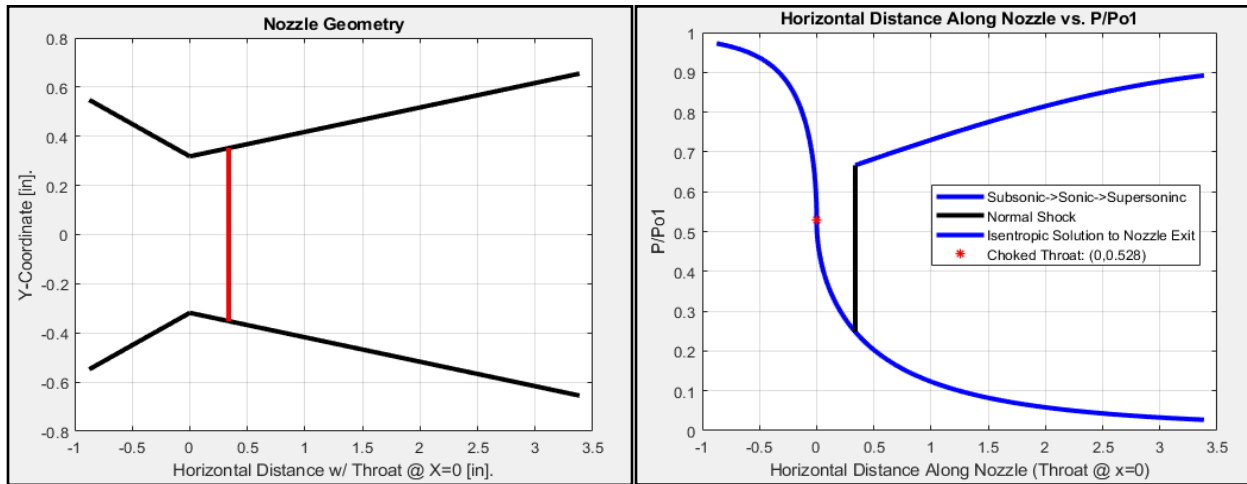 Nozzle Geometry
0.8
0.6
0.4
0.2
0
-0.2
-0.4
-0.6
-0.8
Y-Coordinate [in].
-1 -0.5 0 0.5 1 1.5 2 2.5 3 3.5
Horizontal Distance w/ Throat @ X=0 [in].
Horizontal Distance Along Nozzle vs. P/Po1
1
0.9
0.8
0.7
0.6
0.5
0.4
0.3
0.2
0.1
0
P/Po1
Subsonic->Sonic->Supersoninc
Normal Shock
Isentropic Solution to Nozzle Exit
Choked Throat: (0,0.528)
-1 -0.5 0 0.5 1 1.5 2 2.5 3 3.5
Horizontal Distance Along Nozzle (Throat @ x=0)